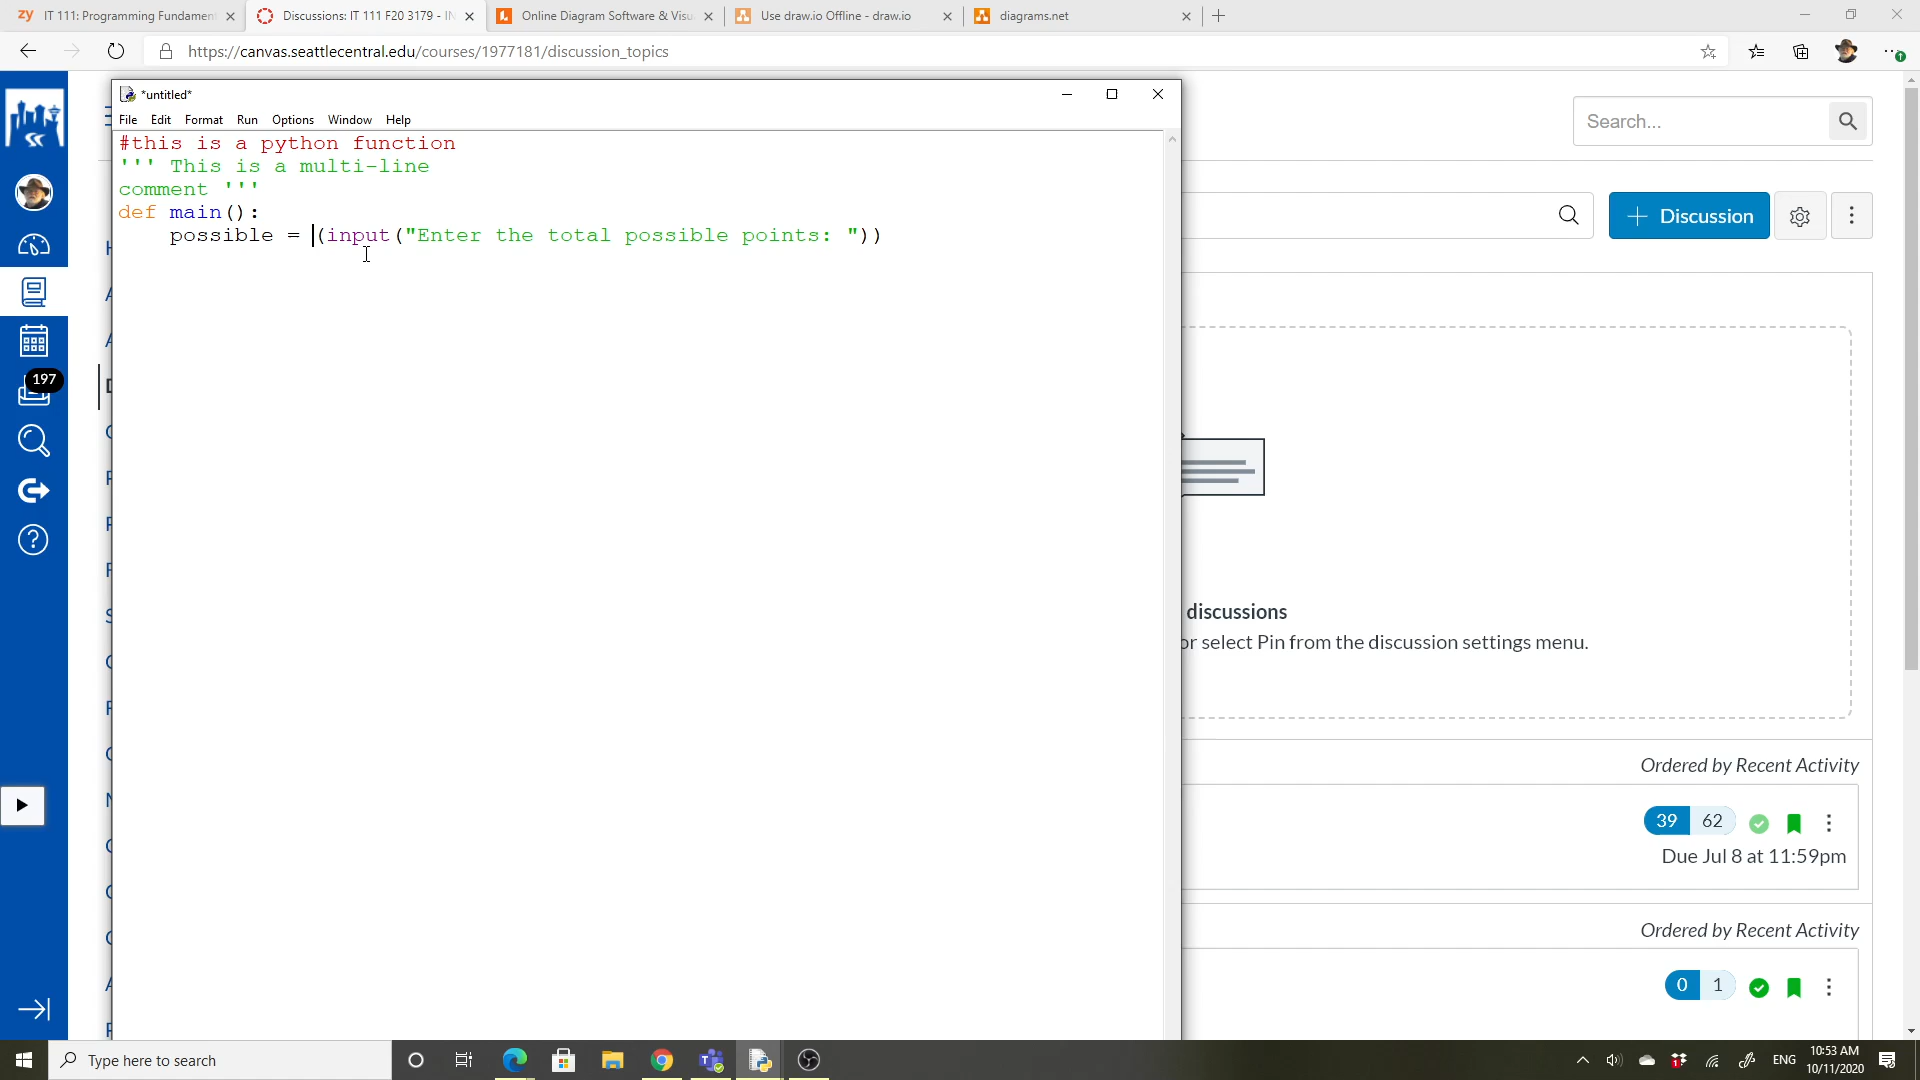 zy IT 111: Programming Fundament
Discussions: IT 111 F20 3179 - IN
Online Diagram Software & Visu
Use draw.io Offline - draw.io
diagrams.net
https://canvas.seattlecentral.edu/courses/1977181/discussion_topics
*untitled*
File Edit Format Run Options Window Help
#this is a python function
''' This is a multi-line
comment '''
def main():
possible = (input("Enter the total possible points: "))
Search...
Discussion
197
discussions
or select Pin from the discussion settings menu.
Ordered by Recent Activity
39 62
Due Jul 8 at 11:59pm
Ordered by Recent Activity
0 1
Type here to search
ENG
10:53 AM
10/11/2020